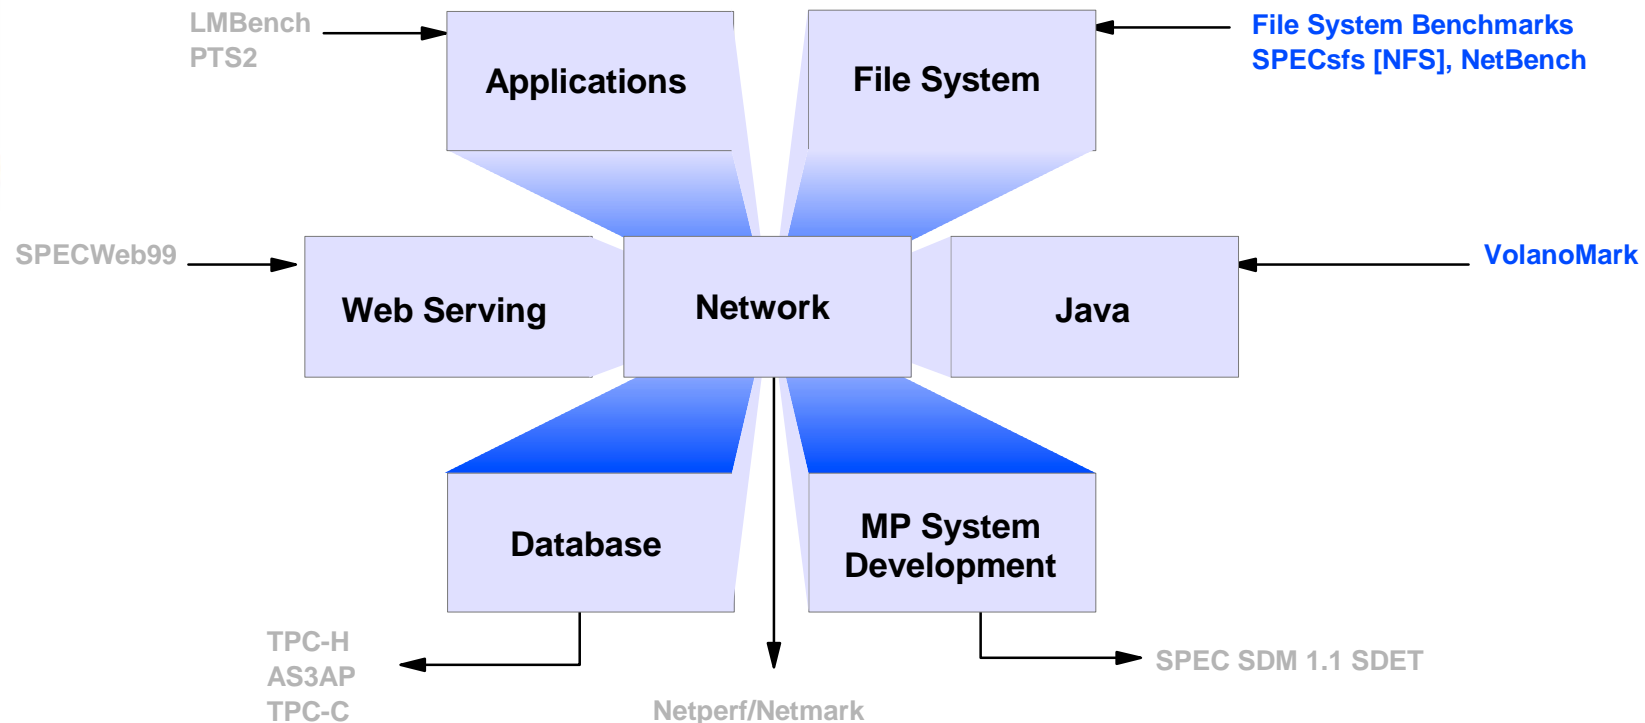 LMBench
PTS2
Applications
File System
File System Benchmarks
SPECsfs [NFS], NetBench
SPECWeb99
Web Serving
Network
Java
VolanoMark
Database
MP System
Development
TPC-H
AS3AP
TPC-C
Netperf/Netmark
SPEC SDM 1.1 SDET